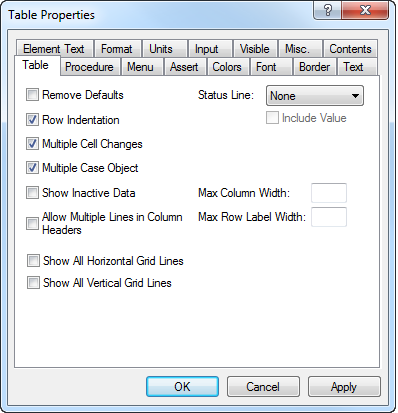 Table Properties
Element Text Format Units Input Visible Misc. Contents
Table Procedure Menu Assert Colors Font Border Text
Remove Defaults Status Line: None
Row Indentation Include Value
Multiple Cell Changes
Multiple Case Object
Show Inactive Data Max Column Width:
Allow Multiple Lines in Column Max Row Label Width:
Headers
Show All Horizontal Grid Lines
Show All Vertical Grid Lines
OK Cancel Apply